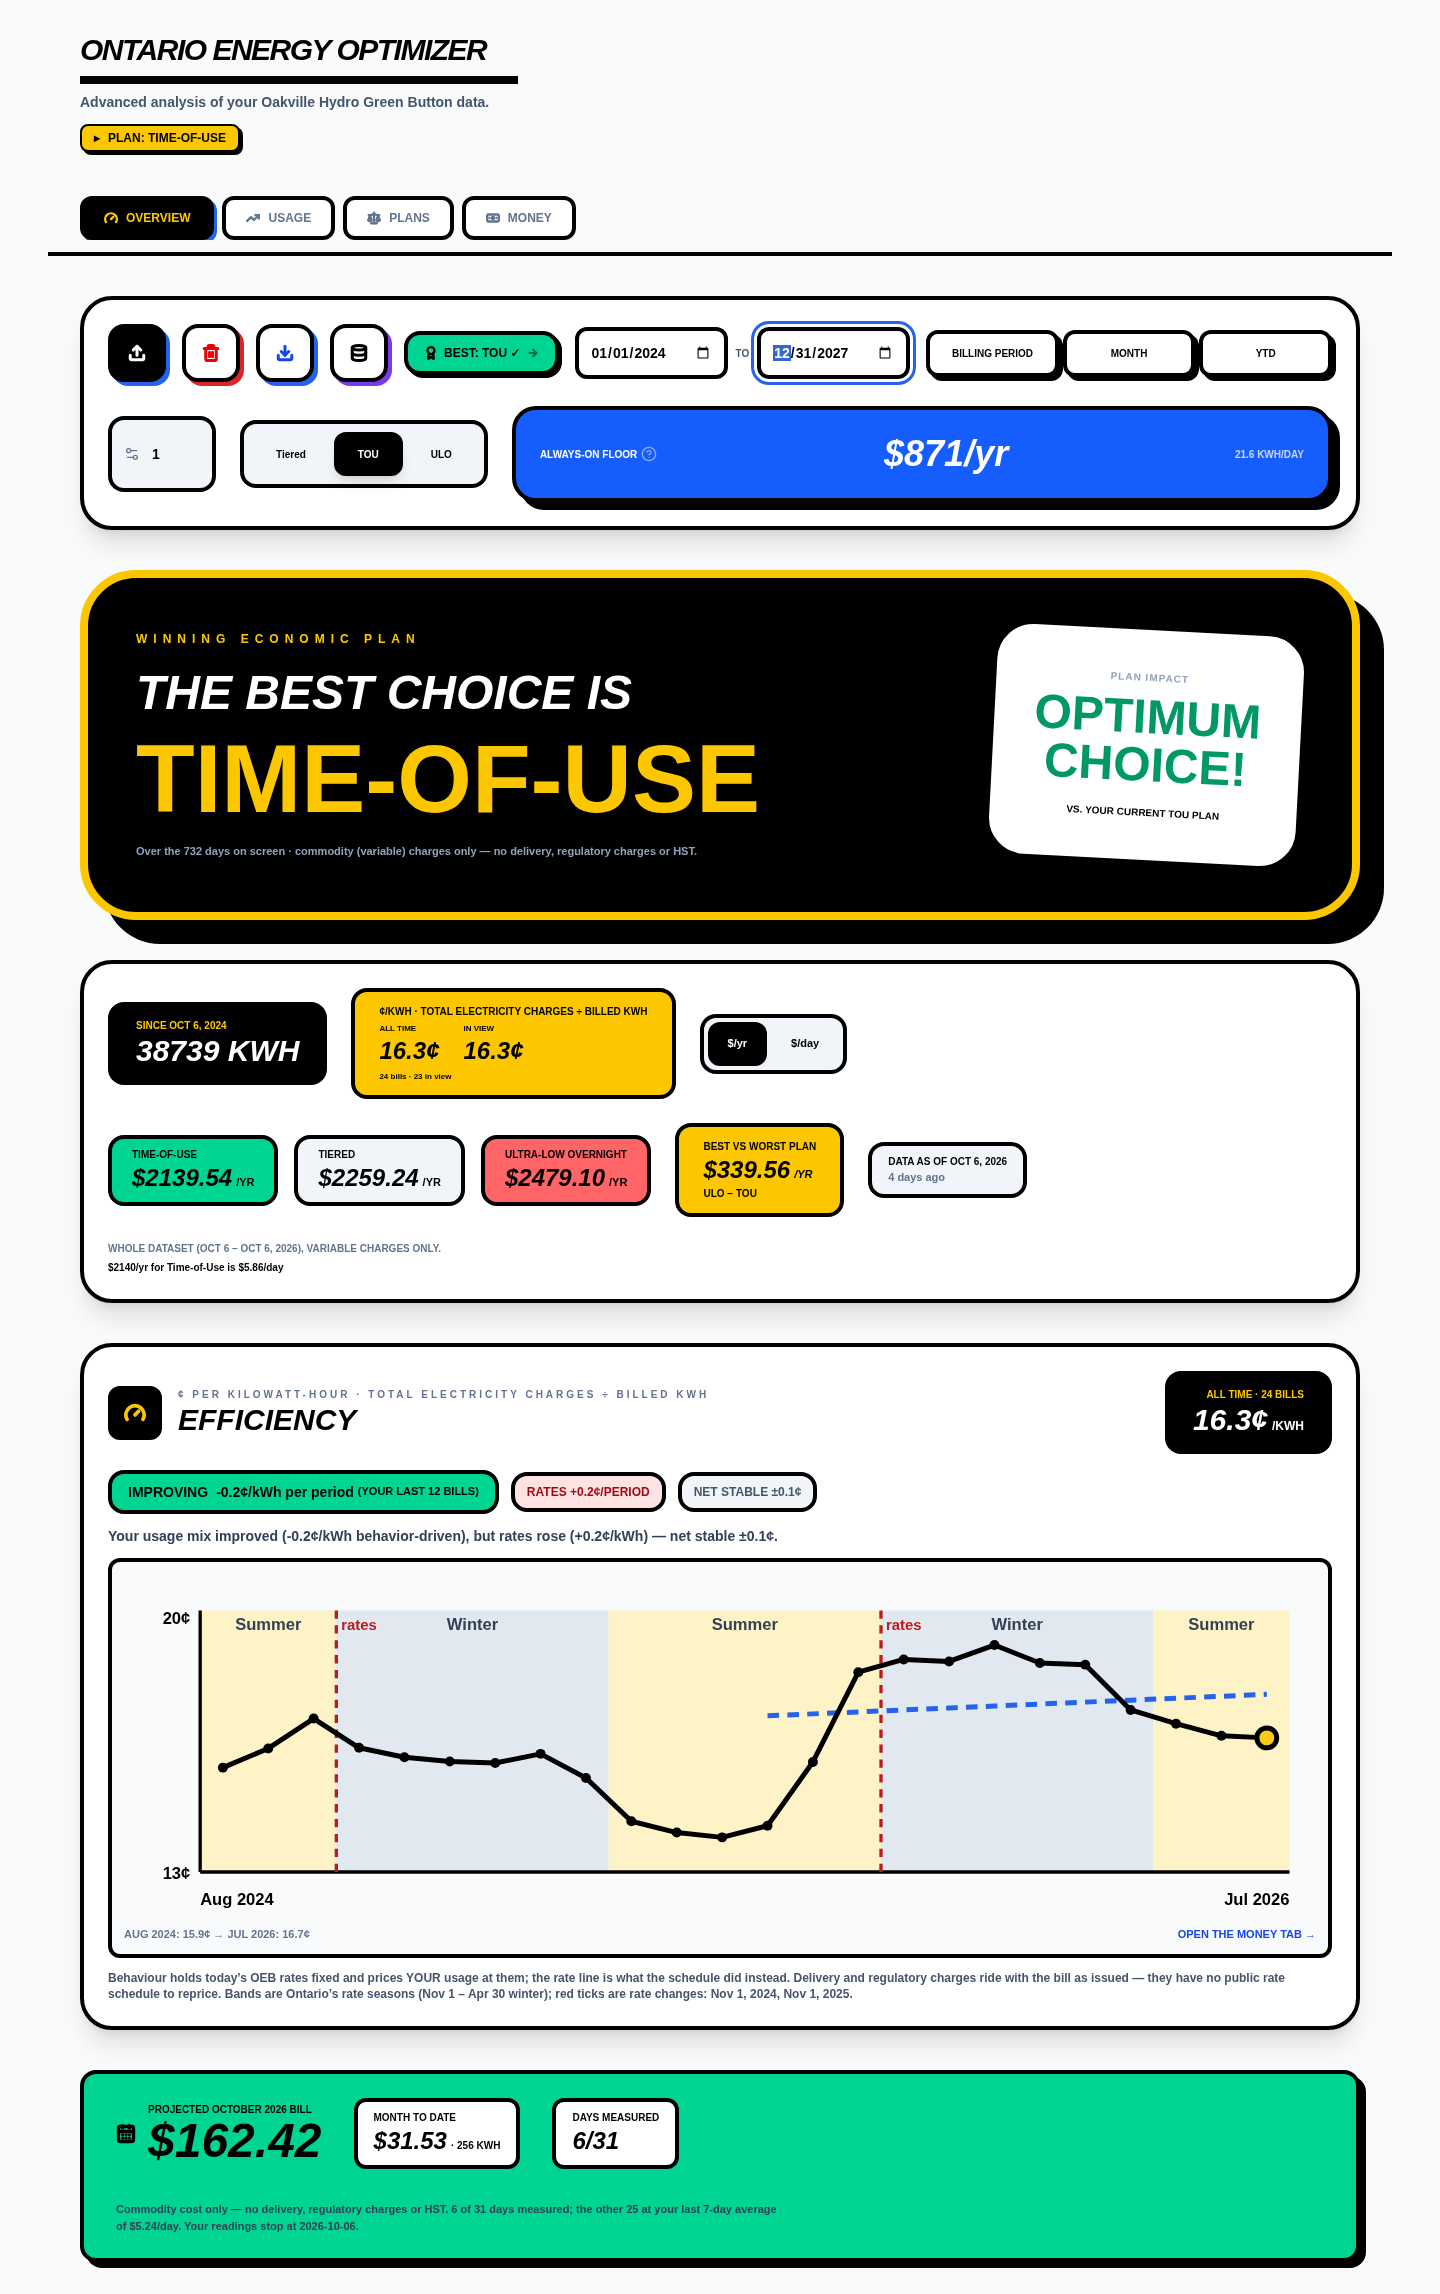 ONTARIO ENERGY OPTIMIZER
Advanced analysis of your Oakville Hydro Green Button data.
▸ PLAN: TIME-OF-USE
OVERVIEW
USAGE
PLANS
MONEY
BEST: TOU ✓ →
01/01/2024
TO
12/31/2027
BILLING PERIOD
MONTH
YTD
1
Tiered
TOU
ULO
ALWAYS-ON FLOOR ?
$871/yr
21.6 KWH/DAY
WINNING ECONOMIC PLAN
THE BEST CHOICE IS
TIME-OF-USE
Over the 732 days on screen · commodity (variable) charges only — no delivery, regulatory charges or HST.
PLAN IMPACT
OPTIMUM
CHOICE!
VS. YOUR CURRENT TOU PLAN
SINCE OCT 6, 2024
38739 KWH
¢/KWH · TOTAL ELECTRICITY CHARGES ÷ BILLED KWH
ALL TIME
16.3¢
IN VIEW
16.3¢
24 bills · 23 in view
$/yr
$/day
TIME-OF-USE
$2139.54 /YR
TIERED
$2259.24 /YR
ULTRA-LOW OVERNIGHT
$2479.10 /YR
BEST VS WORST PLAN
$339.56 /YR
ULO – TOU
DATA AS OF OCT 6, 2026
4 days ago
WHOLE DATASET (OCT 6 – OCT 6, 2026), VARIABLE CHARGES ONLY.
$2140/yr for Time-of-Use is $5.86/day
¢ PER KILOWATT-HOUR · TOTAL ELECTRICITY CHARGES ÷ BILLED KWH
EFFICIENCY
ALL TIME · 24 BILLS
16.3¢ /KWH
IMPROVING -0.2¢/kWh per period (YOUR LAST 12 BILLS)
RATES +0.2¢/PERIOD
NET STABLE ±0.1¢
Your usage mix improved (-0.2¢/kWh behavior-driven), but rates rose (+0.2¢/kWh) — net stable ±0.1¢.
20¢
Summer
rates
Winter
Summer
rates
Winter
Summer
13¢
Aug 2024
Jul 2026
AUG 2024: 15.9¢ → JUL 2026: 16.7¢
OPEN THE MONEY TAB →
Behaviour holds today's OEB rates fixed and prices YOUR usage at them; the rate line is what the schedule did instead. Delivery and regulatory charges ride with the bill as issued — they have no public rate
schedule to reprice. Bands are Ontario's rate seasons (Nov 1 – Apr 30 winter); red ticks are rate changes: Nov 1, 2024, Nov 1, 2025.
PROJECTED OCTOBER 2026 BILL
$162.42
MONTH TO DATE
$31.53 · 256 KWH
DAYS MEASURED
6/31
Commodity cost only — no delivery, regulatory charges or HST. 6 of 31 days measured; the other 25 at your last 7-day average
of $5.24/day. Your readings stop at 2026-10-06.